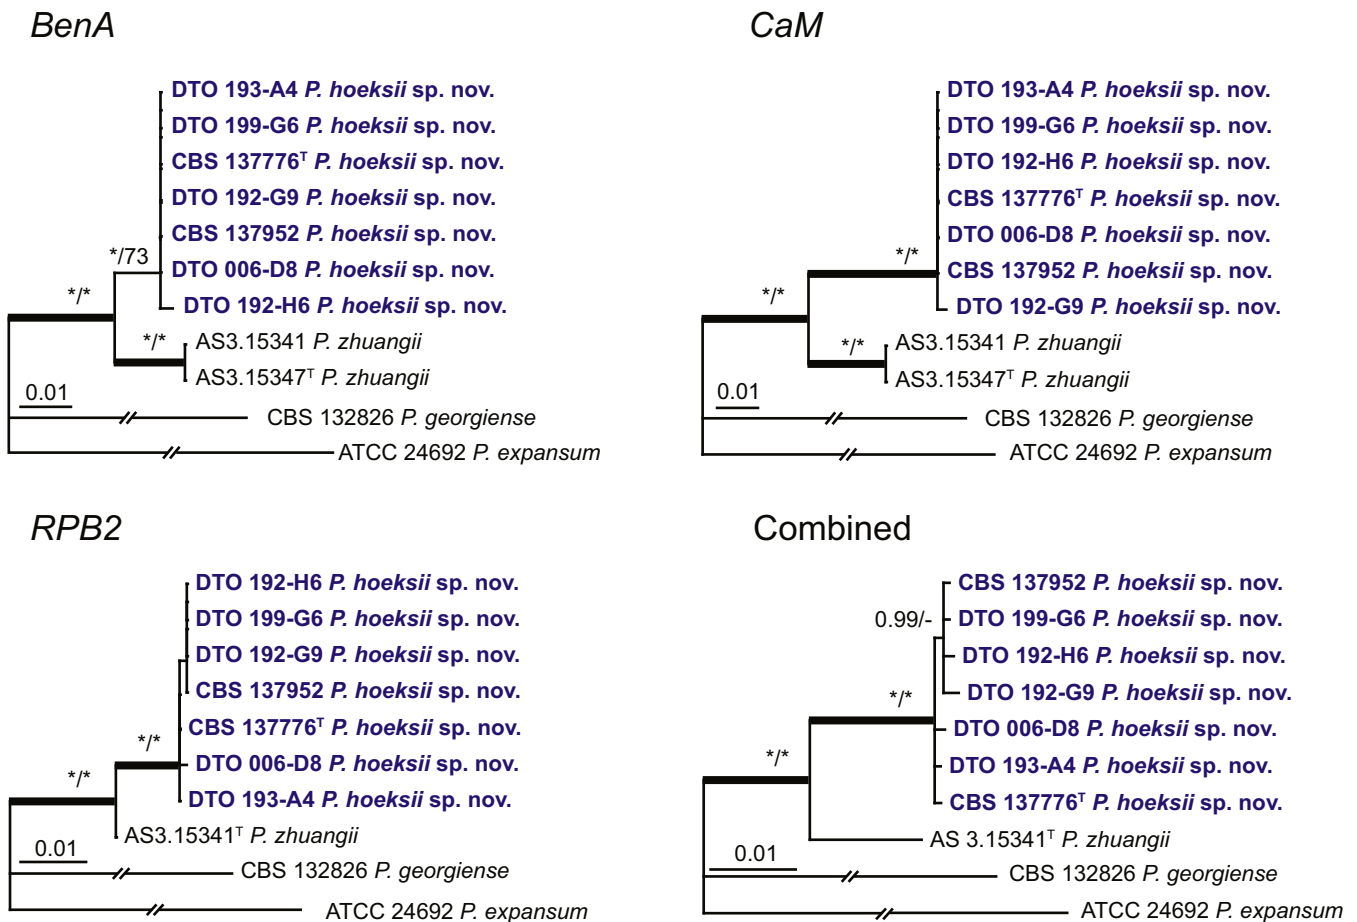 BenA
DTO 193-A4 P. hoeksii sp. nov.
DTO 199-G6 P. hoeksii sp. nov.
CBS 137776ᵀ P. hoeksii sp. nov.
DTO 192-G9 P. hoeksii sp. nov.
CBS 137952 P. hoeksii sp. nov.
*/73
DTO 006-D8 P. hoeksii sp. nov.
*/*
DTO 192-H6 P. hoeksii sp. nov.
*/*
AS3.15341 P. zhuangii
AS3.15347ᵀ P. zhuangii
0.01
CBS 132826 P. georgiense
ATCC 24692 P. expansum
CaM
DTO 193-A4 P. hoeksii sp. nov.
DTO 199-G6 P. hoeksii sp. nov.
DTO 192-H6 P. hoeksii sp. nov.
CBS 137776ᵀ P. hoeksii sp. nov.
DTO 006-D8 P. hoeksii sp. nov.
*/*
CBS 137952 P. hoeksii sp. nov.
*/*
DTO 192-G9 P. hoeksii sp. nov.
*/*
AS3.15341 P. zhuangii
AS3.15347ᵀ P. zhuangii
0.01
CBS 132826 P. georgiense
ATCC 24692 P. expansum
RPB2
DTO 192-H6 P. hoeksii sp. nov.
DTO 199-G6 P. hoeksii sp. nov.
DTO 192-G9 P. hoeksii sp. nov.
CBS 137952 P. hoeksii sp. nov.
CBS 137776ᵀ P. hoeksii sp. nov.
*/*
DTO 006-D8 P. hoeksii sp. nov.
*/*
DTO 193-A4 P. hoeksii sp. nov.
AS3.15341ᵀ P. zhuangii
0.01
CBS 132826 P. georgiense
ATCC 24692 P. expansum
Combined
CBS 137952 P. hoeksii sp. nov.
0.99/-
DTO 199-G6 P. hoeksii sp. nov.
DTO 192-H6 P. hoeksii sp. nov.
*/*
DTO 192-G9 P. hoeksii sp. nov.
DTO 006-D8 P. hoeksii sp. nov.
*/*
DTO 193-A4 P. hoeksii sp. nov.
CBS 137776ᵀ P. hoeksii sp. nov.
AS 3.15341ᵀ P. zhuangii
0.01
CBS 132826 P. georgiense
ATCC 24692 P. expansum